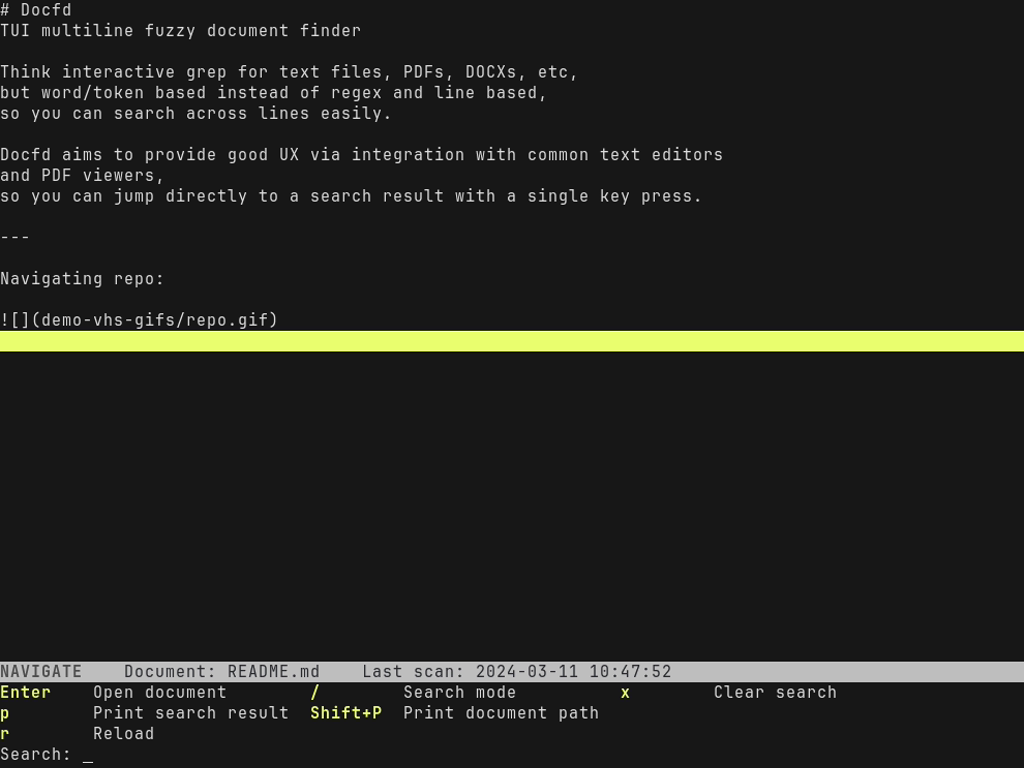 # Docfd
TUI multiline fuzzy document finder
Think interactive grep for text files, PDFs, DOCXs, etc,
but word/token based instead of regex and line based,
so you can search across lines easily.
Docfd aims to provide good UX via integration with common text editors
and PDF viewers,
so you can jump directly to a search result with a single key press.
---
Navigating repo:
![](demo-vhs-gifs/repo.gif)
NAVIGATE    Document: README.md    Last scan: 2024-03-11 10:47:52
Enter    Open document        /        Search mode          x        Clear search
p        Print search result  Shift+P  Print document path
r        Reload
Search: _